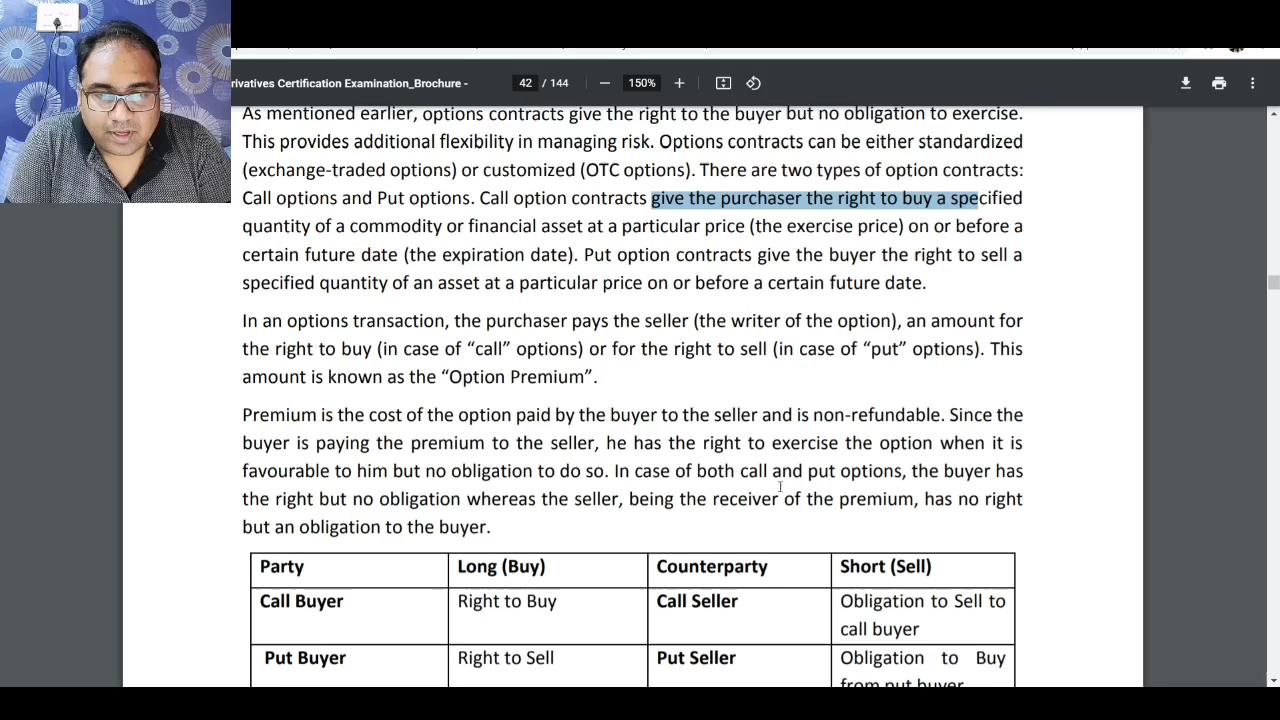 rivatives Certification Examination_Brochure -
42 / 144
150%
As mentioned earlier, options contracts give the right to the buyer but no obligation to exercise.
This provides additional flexibility in managing risk. Options contracts can be either standardized
(exchange-traded options) or customized (OTC options). There are two types of option contracts:
Call options and Put options. Call option contracts give the purchaser the right to buy a specified
quantity of a commodity or financial asset at a particular price (the exercise price) on or before a
certain future date (the expiration date). Put option contracts give the buyer the right to sell a
specified quantity of an asset at a particular price on or before a certain future date.
In an options transaction, the purchaser pays the seller (the writer of the option), an amount for
the right to buy (in case of “call” options) or for the right to sell (in case of “put” options). This
amount is known as the “Option Premium”.
Premium is the cost of the option paid by the buyer to the seller and is non-refundable. Since the
buyer is paying the premium to the seller, he has the right to exercise the option when it is
favourable to him but no obligation to do so. In case of both call and put options, the buyer has
the right but no obligation whereas the seller, being the receiver of the premium, has no right
but an obligation to the buyer.
Party Long (Buy) Counterparty Short (Sell)
Call Buyer Right to Buy Call Seller Obligation to Sell to
call buyer
Put Buyer Right to Sell Put Seller Obligation to Buy
from put buyer